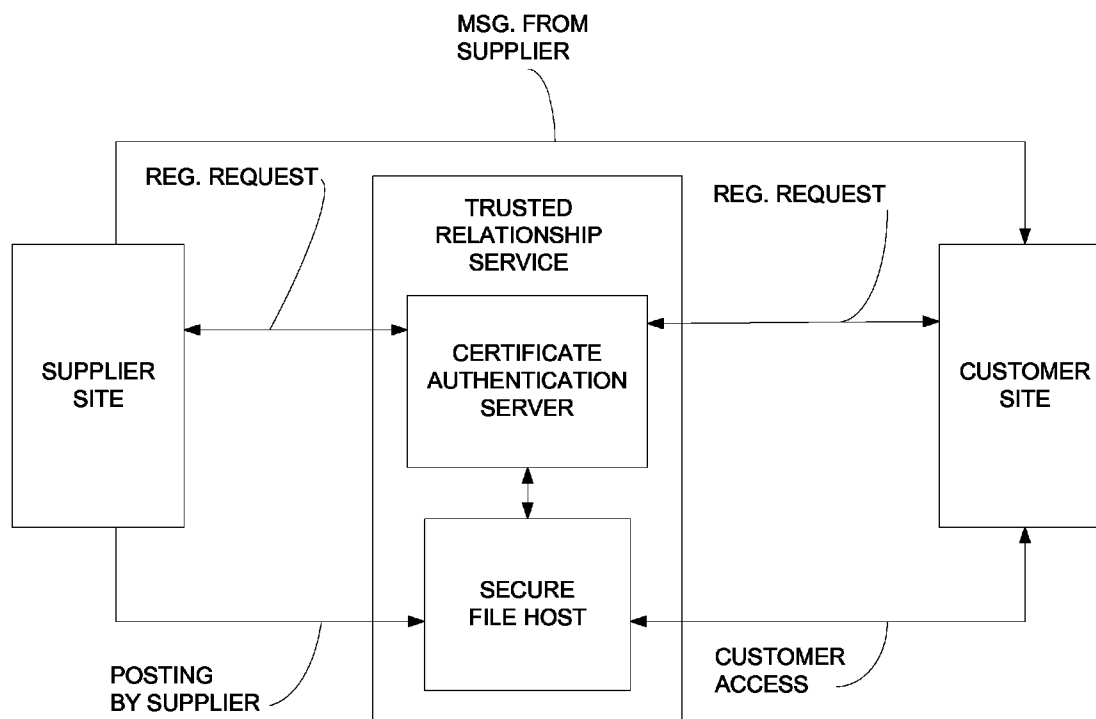 MSG. FROM
SUPPLIER
REG. REQUEST
REG. REQUEST
TRUSTED
RELATIONSHIP
SERVICE
SUPPLIER
SITE
CERTIFICATE
AUTHENTICATION
SERVER
CUSTOMER
SITE
SECURE
FILE HOST
POSTING
BY SUPPLIER
CUSTOMER
ACCESS